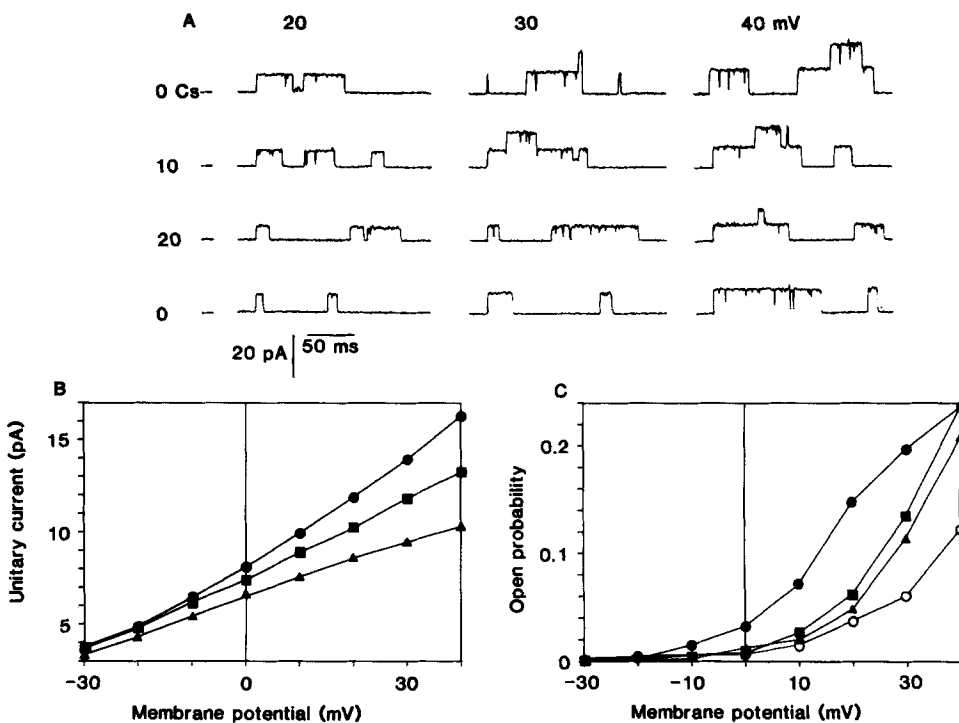 A 20 30 40 mV
0 Cs
10
20
0
20 pA 50 ms
B
Unitary current (pA)
15
10
5
-30 0 30
Membrane potential (mV)
C
Open probability
0.2
0.1
0
-30 -10 10 30
Membrane potential (mV)